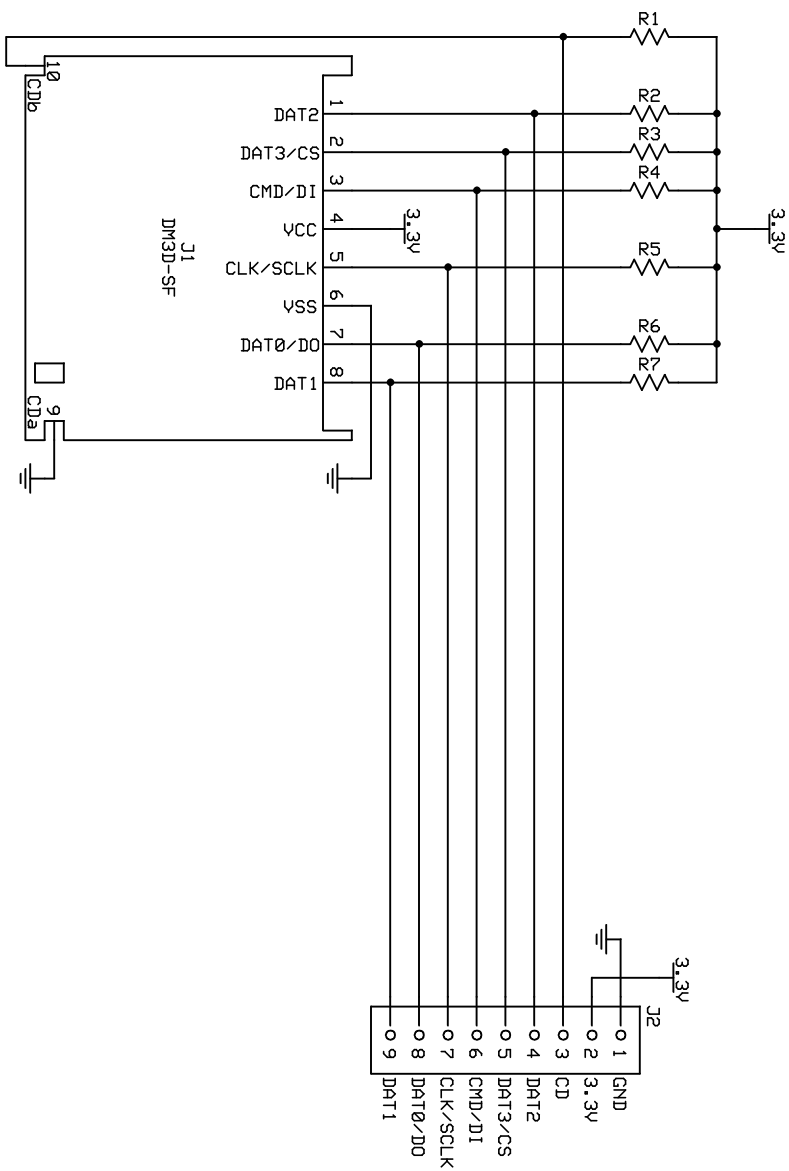 R1
10
CDb
1
R2
DAT2
2
R3
DAT3/CS
3
R4
CMD/DI
4
3.3V
3.3V
VCC
J1
DM3D-SF
5
R5
CLK/SCLK
6
VSS
7
R6
DAT0/DO
8
R7
DAT1
9
CDa
3.3V
J2
1 GND
2 3.3V
3 CD
4 DAT2
5 DAT3/CS
6 CMD/DI
7 CLK/SCLK
8 DAT0/DO
9 DAT1